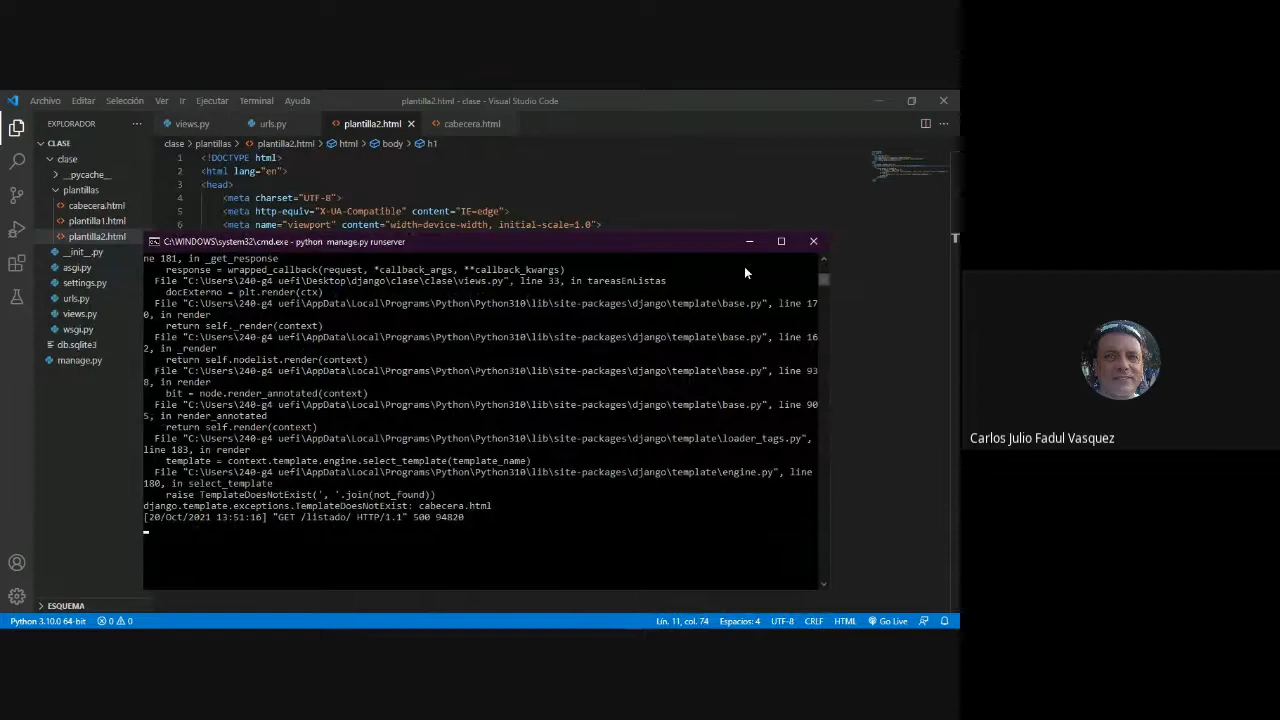 Archivo Editar Selección Ver Ir Ejecutar Terminal Ayuda plantilla2.html - clase - Visual Studio Code
EXPLORADOR
views.py urls.py plantilla2.html cabecera.html
CLASE
clase > plantillas > plantilla2.html > html > body > h1
clase
__pycache__
plantillas
cabecera.html
plantilla1.html
plantilla2.html
__init__.py
asgi.py
settings.py
urls.py
views.py
wsgi.py
db.sqlite3
manage.py
ESQUEMA
1 <!DOCTYPE html>
2 <html lang="en">
3 <head>
4 <meta charset="UTF-8">
5 <meta http-equiv="X-UA-Compatible" content="IE=edge">
6 <meta name="viewport" content="width=device-width, initial-scale=1.0">
C:\WINDOWS\system32\cmd.exe - python manage.py runserver
ne 181, in _get_response
response = wrapped_callback(request, *callback_args, **callback_kwargs)
File "C:\Users\240-g4 uefi\Desktop\django\clase\clase\views.py", line 33, in tareasEnListas
docExterno = plt.render(ctx)
File "C:\Users\240-g4 uefi\AppData\Local\Programs\Python\Python310\lib\site-packages\django\template\base.py", line 17
0, in render
return self._render(context)
File "C:\Users\240-g4 uefi\AppData\Local\Programs\Python\Python310\lib\site-packages\django\template\base.py", line 16
2, in _render
return self.nodelist.render(context)
File "C:\Users\240-g4 uefi\AppData\Local\Programs\Python\Python310\lib\site-packages\django\template\base.py", line 93
8, in render
bit = node.render_annotated(context)
File "C:\Users\240-g4 uefi\AppData\Local\Programs\Python\Python310\lib\site-packages\django\template\base.py", line 90
5, in render_annotated
return self.render(context)
File "C:\Users\240-g4 uefi\AppData\Local\Programs\Python\Python310\lib\site-packages\django\template\loader_tags.py",
line 183, in render
template = context.template.engine.select_template(template_name)
File "C:\Users\240-g4 uefi\AppData\Local\Programs\Python\Python310\lib\site-packages\django\template\engine.py", line
180, in select_template
raise TemplateDoesNotExist(', '.join(not_found))
django.template.exceptions.TemplateDoesNotExist: cabecera.html
[20/Oct/2021 13:51:16] "GET /listado/ HTTP/1.1" 500 94820
Python 3.10.0 64-bit 0 0 Lín. 11, col. 74 Espacios: 4 UTF-8 CRLF HTML Go Live
Carlos Julio Fadul Vasquez